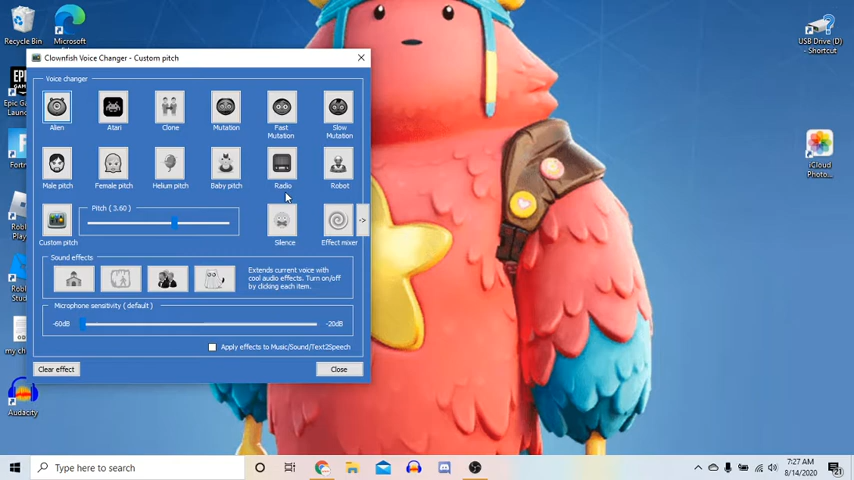 Recycle Bin
Microsoft
Epic Ga
Laun
Fortn
Robl
Pla
Robl
Stud
my ch
Audacity
Clownfish Voice Changer - Custom pitch
Voice changer
Alien
Atari
Clone
Mutation
Fast
Mutation
Slow
Mutation
Male pitch
Female pitch
Helium pitch
Baby pitch
Radio
Robot
Custom pitch
Pitch ( 3.60 )
Silence
Effect mixer
->
Sound effects
Extends current voice with
cool audio effects. Turn on/off
by clicking each item.
Microphone sensitivity ( default )
-60dB
-20dB
Apply effects to Music/Sound/Text2Speech
Clear effect
Close
USB Drive (D)
- Shortcut
iCloud
Photo...
Type here to search
7:27 AM
8/14/2020
21